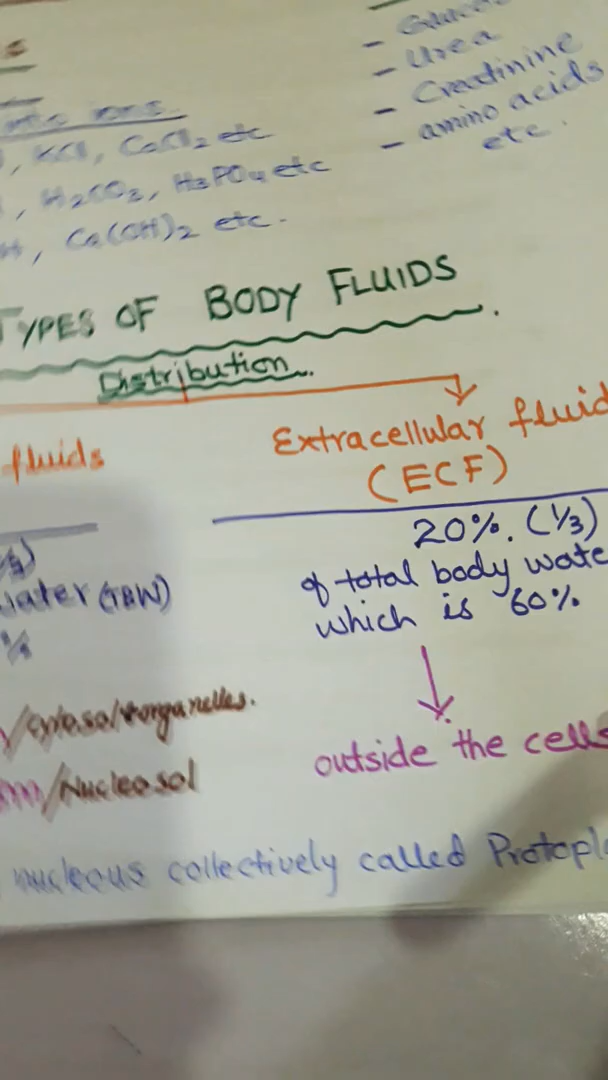 Urea
Creatinine
amino acids
etc.
, KCl, CaCl2 etc
, H2CO3, H3PO4 etc
, Ca(OH)2 etc.
TYPES OF BODY FLUIDS
Distribution
fluids
Extracellular fluid
(ECF)
20%. (1/3)
of total body wate
which is 60%
Water (TBW)
%
outside the cells
/cytosol+organelles.
/Nucleosol
nucleous collectively called Protopl